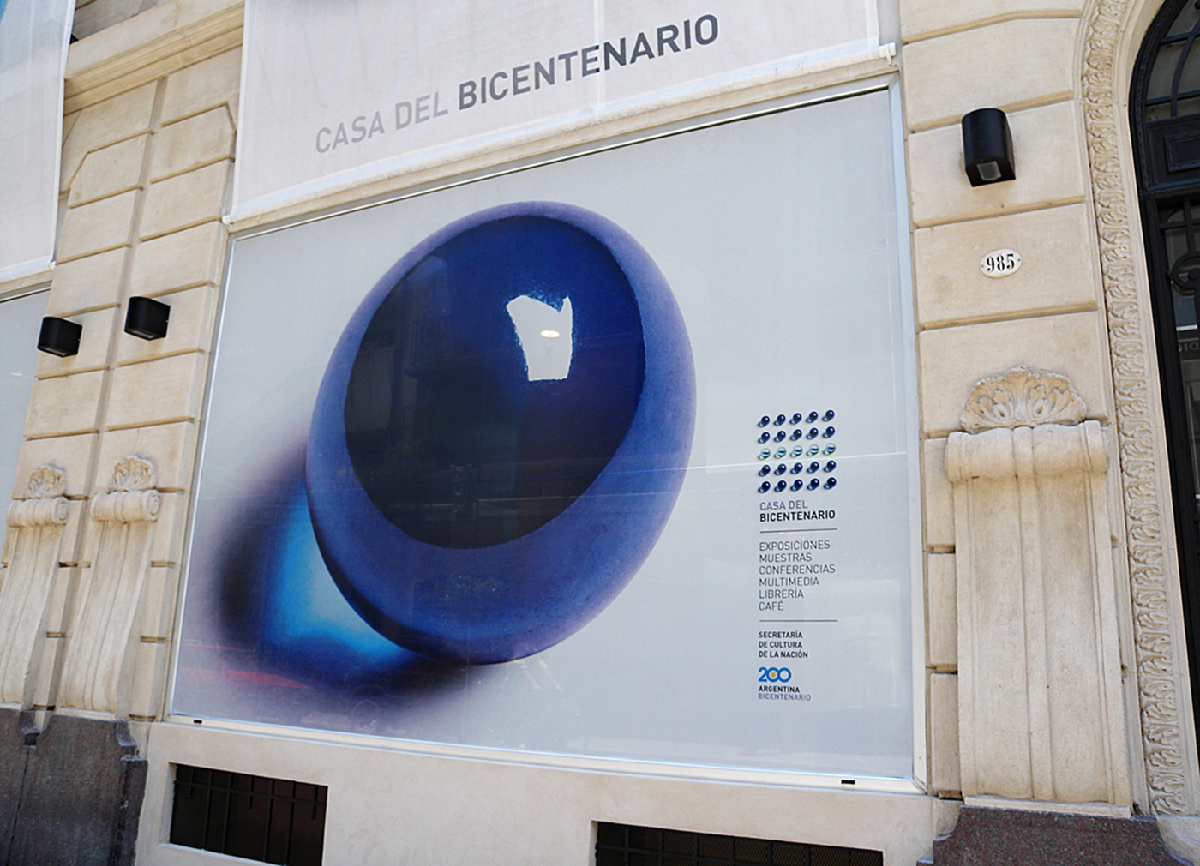 CASA DEL BICENTENARIO
985
CASA DEL
BICENTENARIO
EXPOSICIONES
MUESTRAS
CONFERENCIAS
MULTIMEDIA
LIBRERÍA
CAFÉ
SECRETARÍA
DE CULTURA
DE LA NACIÓN
200
ARGENTINA
BICENTENARIO